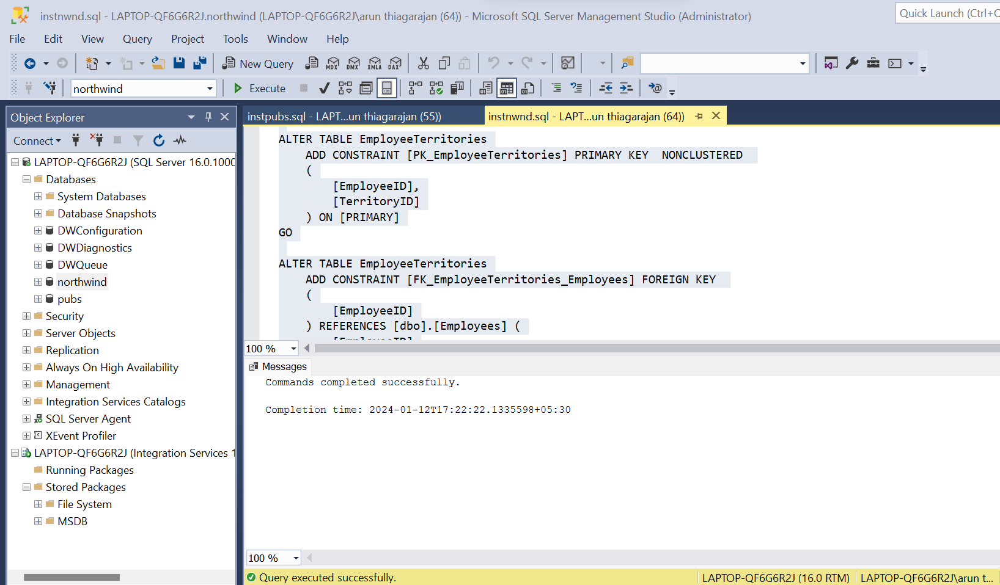 instnwnd.sql - LAPTOP-QF6G6R2J.northwind (LAPTOP-QF6G6R2J\arun thiagarajan (64)) - Microsoft SQL Server Management Studio (Administrator)
Quick Launch (Ctrl+Q
File Edit View Query Project Tools Window Help
New Query MDX DMX XMLA DAX
northwind Execute
Object Explorer
Connect
LAPTOP-QF6G6R2J (SQL Server 16.0.1000
Databases
System Databases
Database Snapshots
DWConfiguration
DWDiagnostics
DWQueue
northwind
pubs
Security
Server Objects
Replication
Always On High Availability
Management
Integration Services Catalogs
SQL Server Agent
XEvent Profiler
LAPTOP-QF6G6R2J (Integration Services 1
Running Packages
Stored Packages
File System
MSDB
instpubs.sql - LAPT...un thiagarajan (55))
instnwnd.sql - LAPT...un thiagarajan (64))
ALTER TABLE EmployeeTerritories
ADD CONSTRAINT [PK_EmployeeTerritories] PRIMARY KEY  NONCLUSTERED
(
[EmployeeID],
[TerritoryID]
) ON [PRIMARY]
GO
ALTER TABLE EmployeeTerritories
ADD CONSTRAINT [FK_EmployeeTerritories_Employees] FOREIGN KEY
(
[EmployeeID]
) REFERENCES [dbo].[Employees] (
[EmployeeID]
100 %
Messages
Commands completed successfully.
Completion time: 2024-01-12T17:22:22.1335598+05:30
100 %
Query executed successfully.
LAPTOP-QF6G6R2J (16.0 RTM)
LAPTOP-QF6G6R2J\arun t...